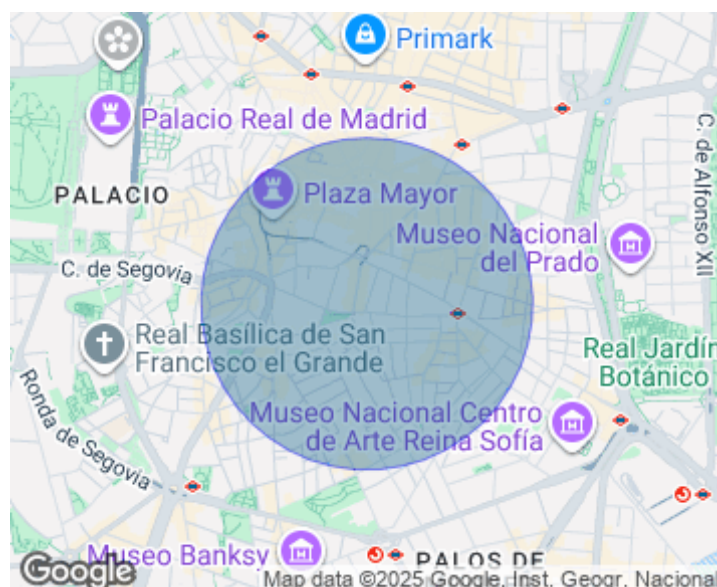 Primark
Palacio Real de Madrid
C. de Alfonso XII
PALACIO
Plaza Mayor
Museo Nacional
del Prado
C. de Segovia
Real Basílica de San
Francisco el Grande
Real Jardín
Botánico
Ronda de Segovia
Museo Nacional Centro
de Arte Reina Sofía
Museo Banksy
PALOS DE
Google
Map data ©2025 Google, Inst. Geogr. Naciona